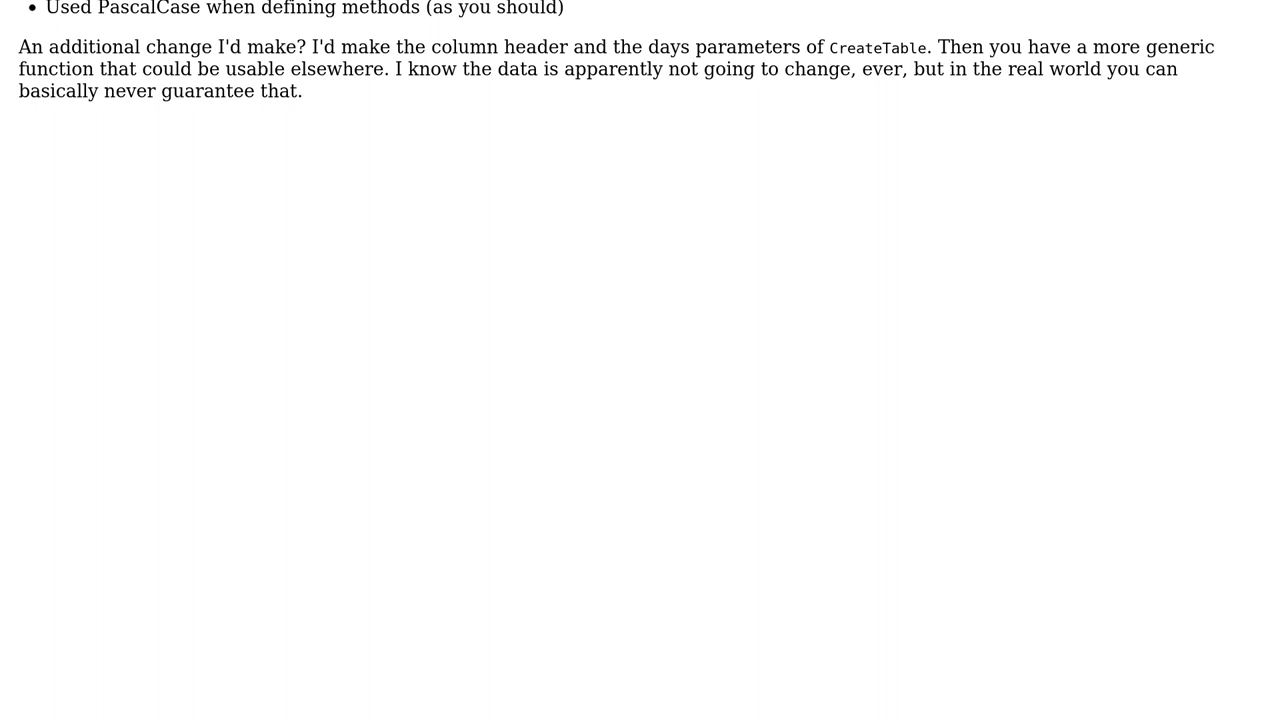 • Used PascalCase when defining methods (as you should)
An additional change I'd make? I'd make the column header and the days parameters of CreateTable. Then you have a more generic
function that could be usable elsewhere. I know the data is apparently not going to change, ever, but in the real world you can
basically never guarantee that.